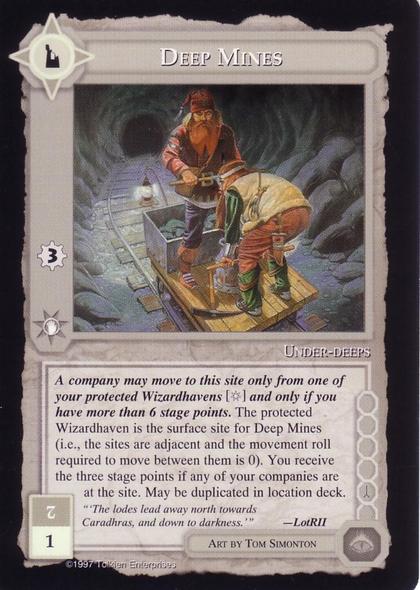 DEEP MINES
3
UNDER-DEEPS
A company may move to this site only from one of
your protected Wizardhavens [☼] and only if you
have more than 6 stage points. The protected
Wizardhaven is the surface site for Deep Mines
(i.e., the sites are adjacent and the movement roll
required to move between them is 0). You receive
the three stage points if any of your companies are
at the site. May be duplicated in location deck.
"'The lodes lead away north towards
Caradhras, and down to darkness.'" —LotRII
2
1
ART BY TOM SIMONTON
©1997 Tolkien Enterprises